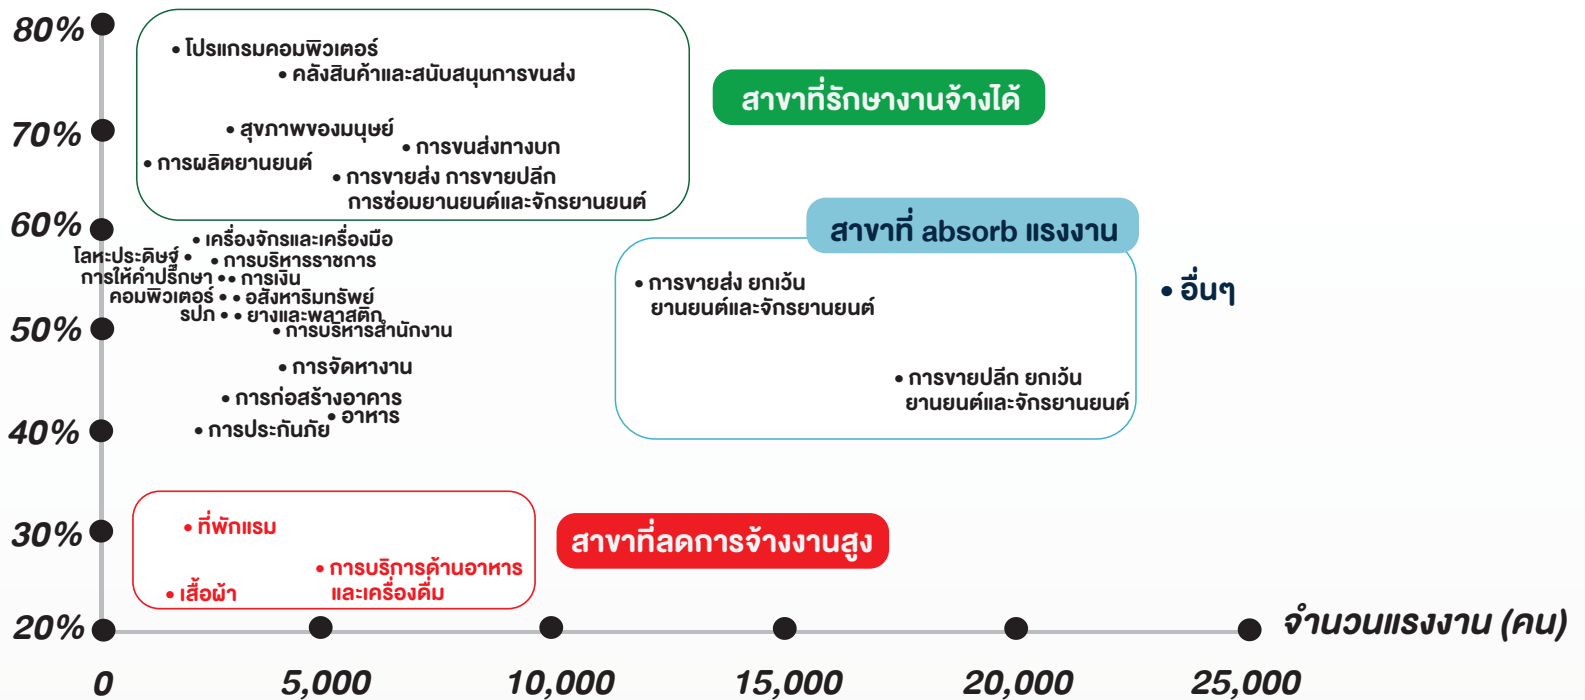 80%
• โปรแกรมคอมพิวเตอร์
• คลังสินค้าและสนับสนุนการขนส่ง
สาขาที่รักษางานจ้างได้
70%
• สุขภาพของมนุษย์
• การขนส่งทางบก
• การผลิตยานยนต์
• การขายส่ง การขายปลีก
การซ่อมยานยนต์และจักรยานยนต์
60%
สาขาที่ absorb แรงงาน
• เครื่องจักรและเครื่องมือ
โลหะประดิษฐ์ •
• การบริหารราชการ
การให้คำปรึกษา •
• การเงิน
คอมพิวเตอร์ •
• อสังหาริมทรัพย์
รปภ •
• ยางและพลาสติก
• การขายส่ง ยกเว้น
ยานยนต์และจักรยานยนต์
• อื่นๆ
50%
• การบริหารสำนักงาน
• การจัดหางาน
• การขายปลีก ยกเว้น
ยานยนต์และจักรยานยนต์
• การก่อสร้างอาคาร
• อาหาร
40%
• การประกันภัย
30%
• ที่พักแรม
สาขาที่ลดการจ้างงานสูง
• การบริการด้านอาหาร
และเครื่องดื่ม
• เสื้อผ้า
20%
จำนวนแรงงาน (คน)
0 5,000 10,000 15,000 20,000 25,000